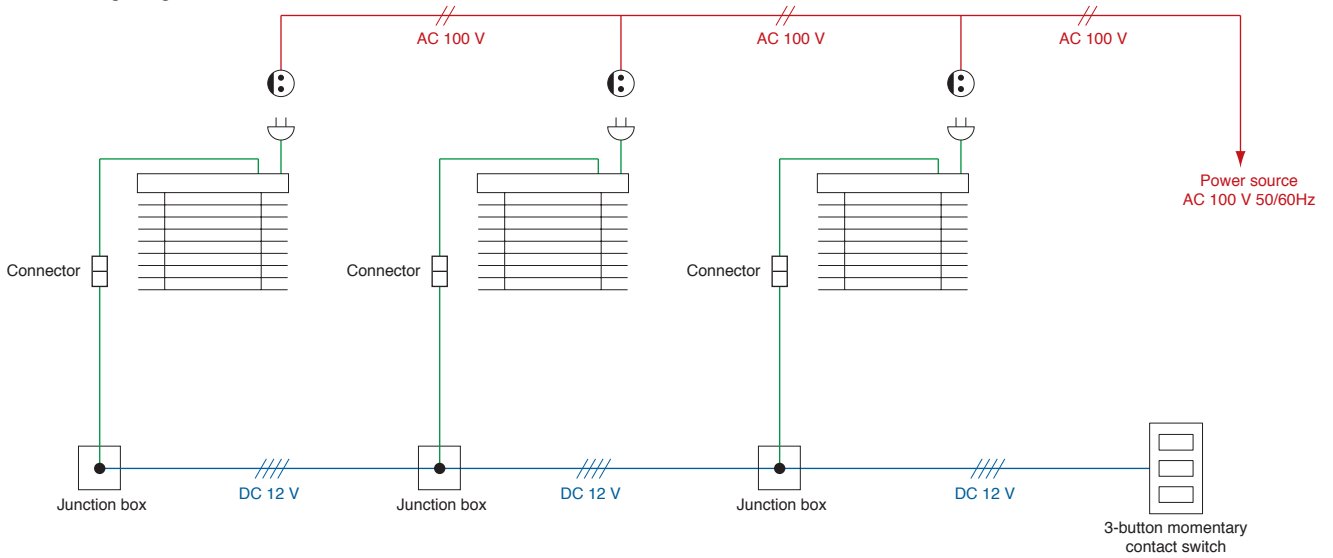 AC 100 V
AC 100 V
AC 100 V
Power source
AC 100 V 50/60Hz
Connector
Connector
Connector
DC 12 V
DC 12 V
DC 12 V
Junction box
Junction box
Junction box
3-button momentary
contact switch